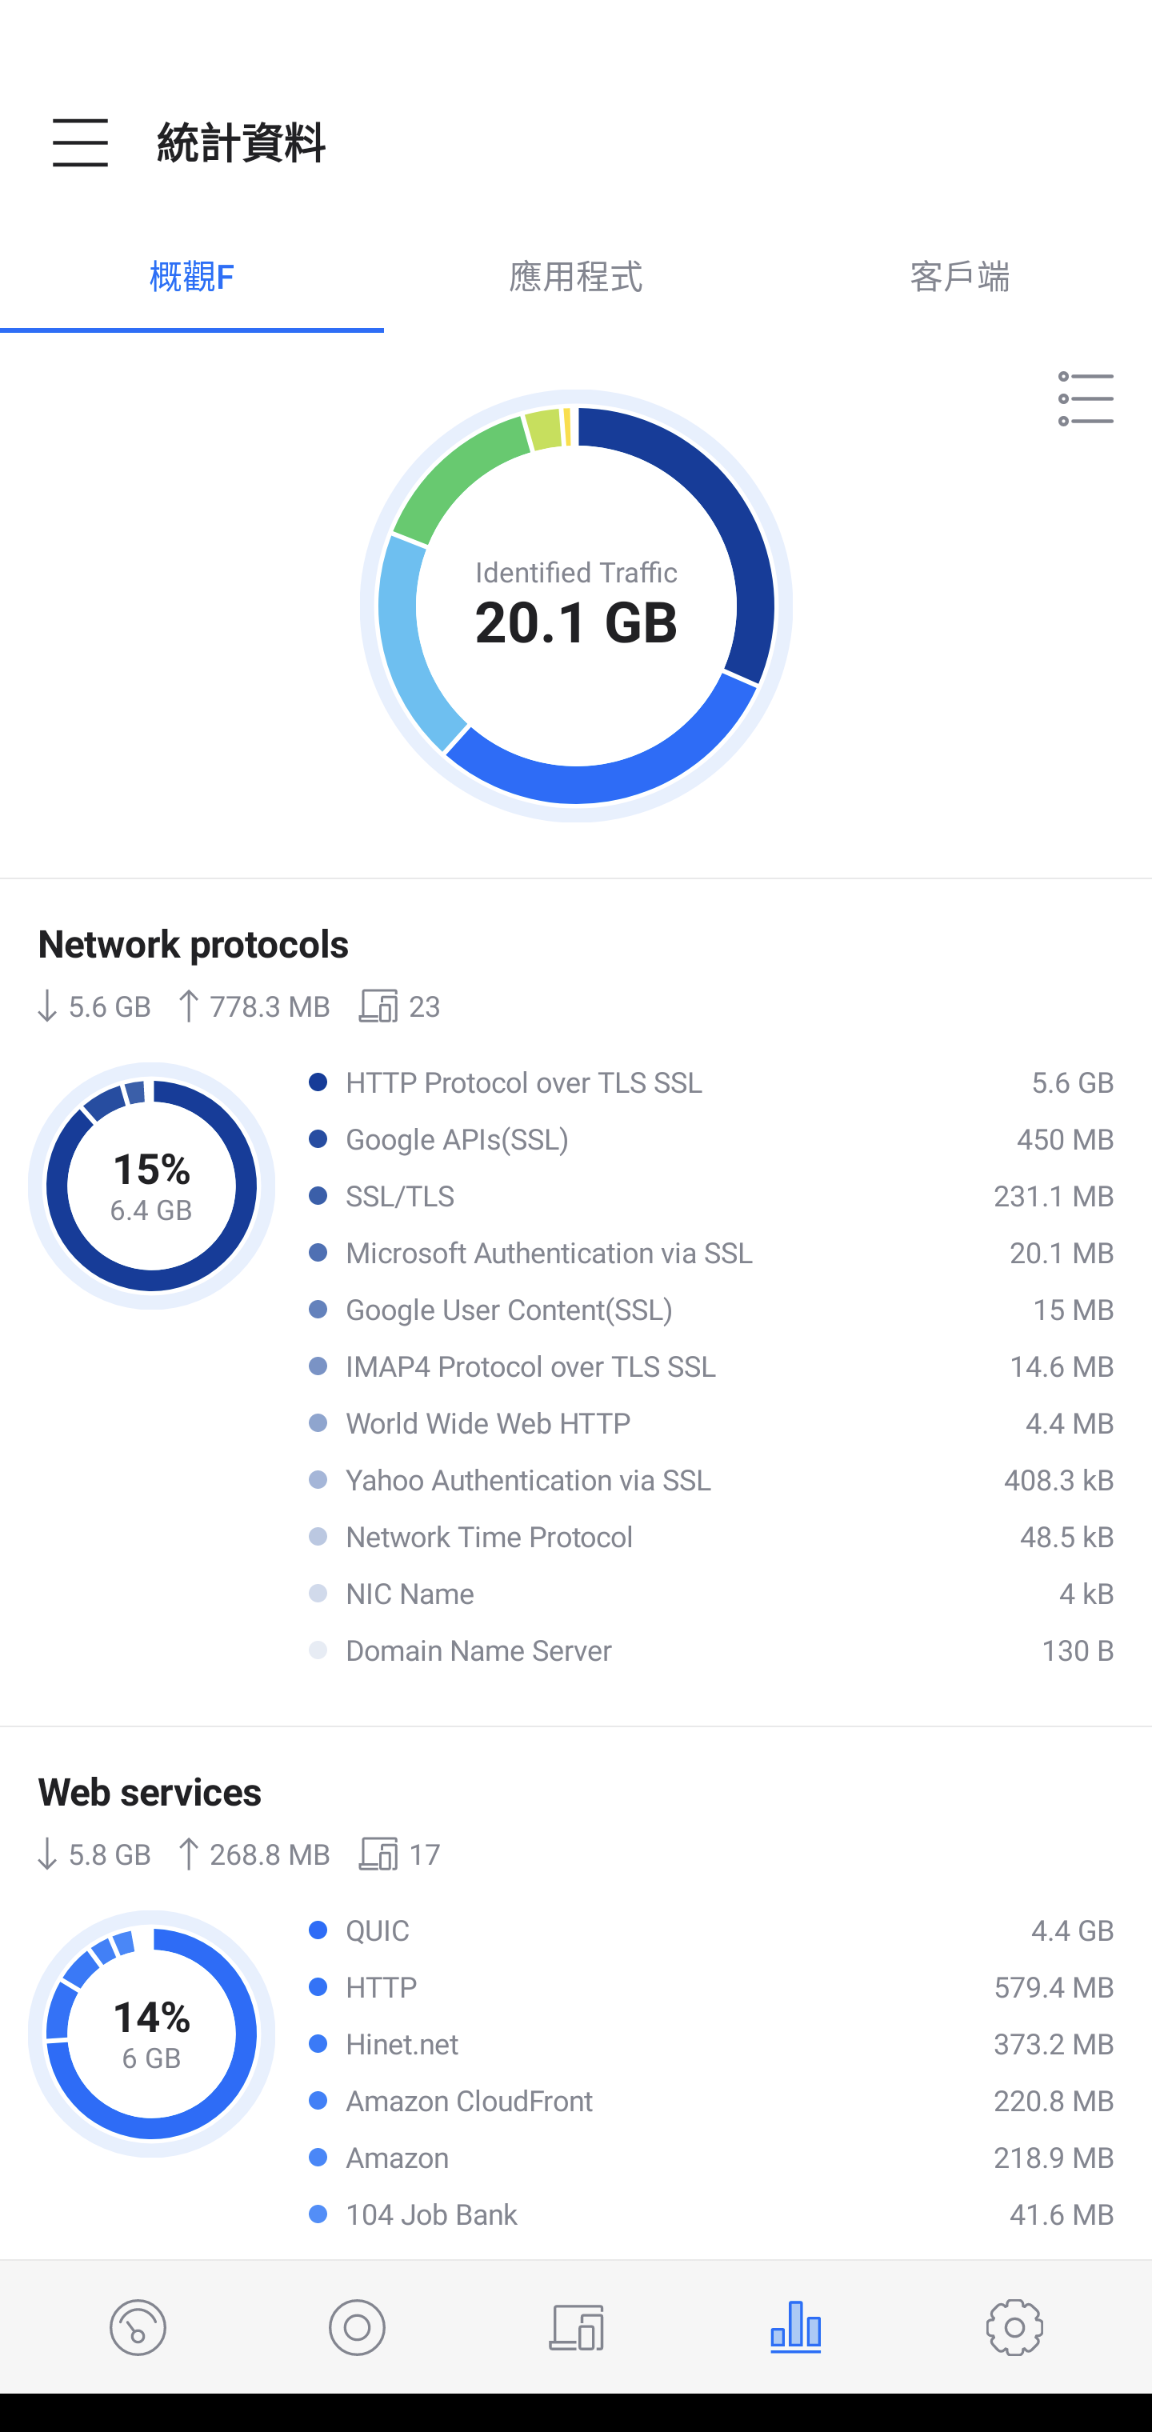 統計資料
概觀F
應用程式
客戶端
Identified Traffic
20.1 GB
Network protocols
5.6 GB 778.3 MB 23
15%
6.4 GB
HTTP Protocol over TLS SSL 5.6 GB
Google APIs(SSL) 450 MB
SSL/TLS 231.1 MB
Microsoft Authentication via SSL 20.1 MB
Google User Content(SSL) 15 MB
IMAP4 Protocol over TLS SSL 14.6 MB
World Wide Web HTTP 4.4 MB
Yahoo Authentication via SSL 408.3 kB
Network Time Protocol 48.5 kB
NIC Name 4 kB
Domain Name Server 130 B
Web services
5.8 GB 268.8 MB 17
14%
6 GB
QUIC 4.4 GB
HTTP 579.4 MB
Hinet.net 373.2 MB
Amazon CloudFront 220.8 MB
Amazon 218.9 MB
104 Job Bank 41.6 MB